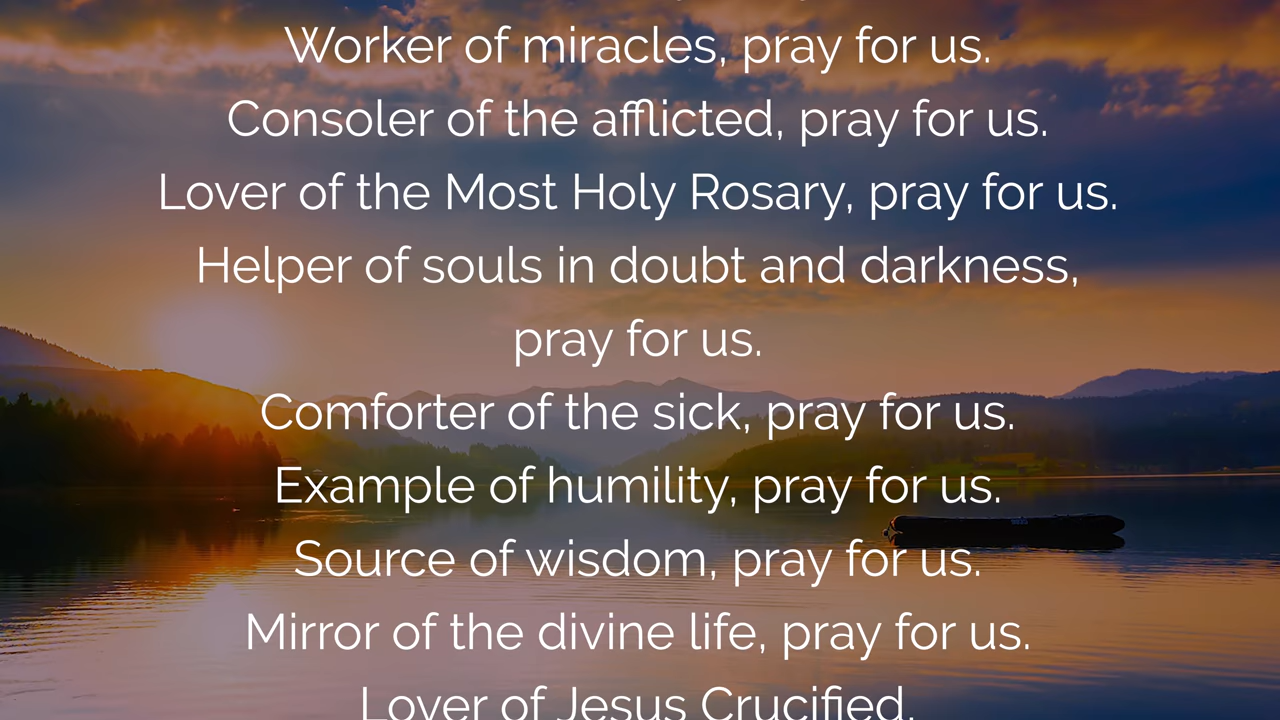 Worker of miracles, pray for us.
Consoler of the afflicted, pray for us.
Lover of the Most Holy Rosary, pray for us.
Helper of souls in doubt and darkness,
pray for us.
Comforter of the sick, pray for us.
Example of humility, pray for us.
Source of wisdom, pray for us.
Mirror of the divine life, pray for us.
Lover of Jesus Crucified,